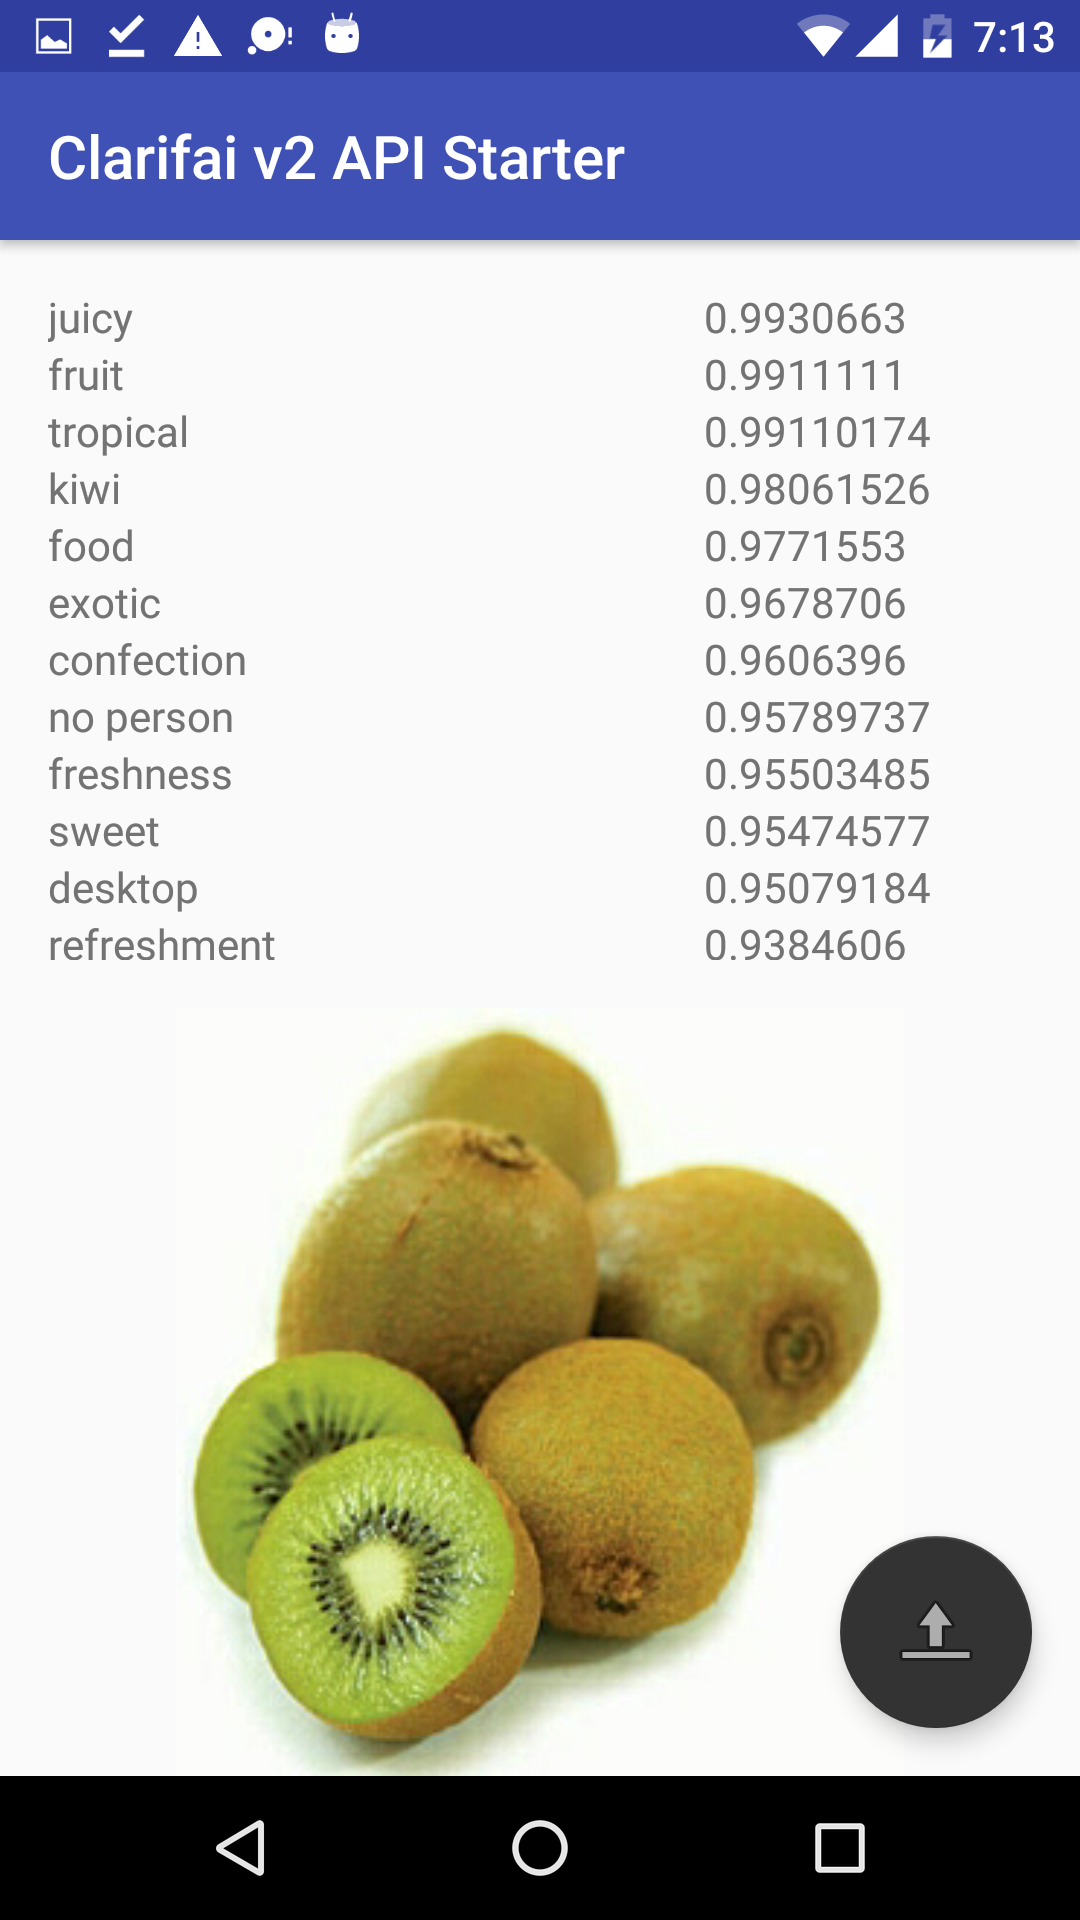 7:13
Clarifai v2 API Starter
juicy 0.9930663
fruit 0.9911111
tropical 0.99110174
kiwi 0.98061526
food 0.9771553
exotic 0.9678706
confection 0.9606396
no person 0.95789737
freshness 0.95503485
sweet 0.95474577
desktop 0.95079184
refreshment 0.9384606